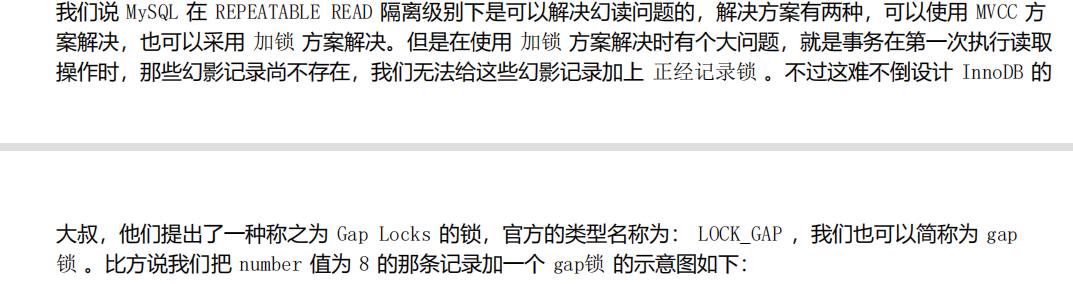 我们说 MySQL 在 REPEATABLE READ 隔离级别下是可以解决幻读问题的，解决方案有两种，可以使用 MVCC 方
案解决，也可以采用 加锁 方案解决。但是在使用 加锁 方案解决时有个大问题，就是事务在第一次执行读取
操作时，那些幻影记录尚不存在，我们无法给这些幻影记录加上 正经记录锁 。不过这难不倒设计 InnoDB 的
大叔，他们提出了一种称之为 Gap Locks 的锁，官方的类型名称为： LOCK_GAP ，我们也可以简称为 gap
锁 。比方说我们把 number 值为 8 的那条记录加一个 gap锁 的示意图如下：